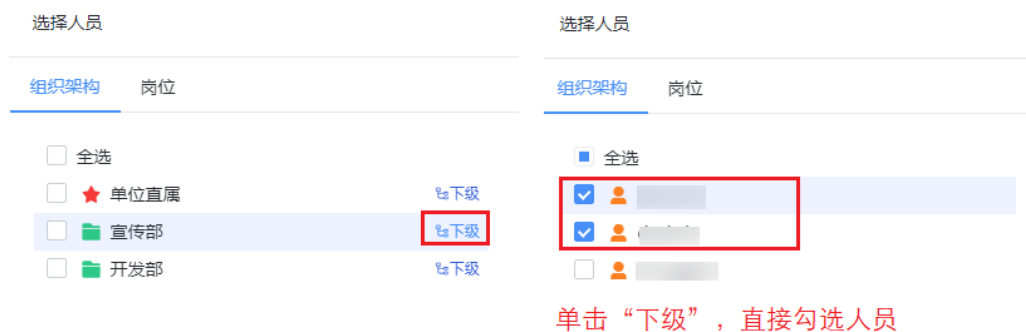 选择人员
组织架构 岗位
全选
单位直属 下级
宣传部 下级
开发部 下级
选择人员
组织架构 岗位
全选
单击“下级”，直接勾选人员